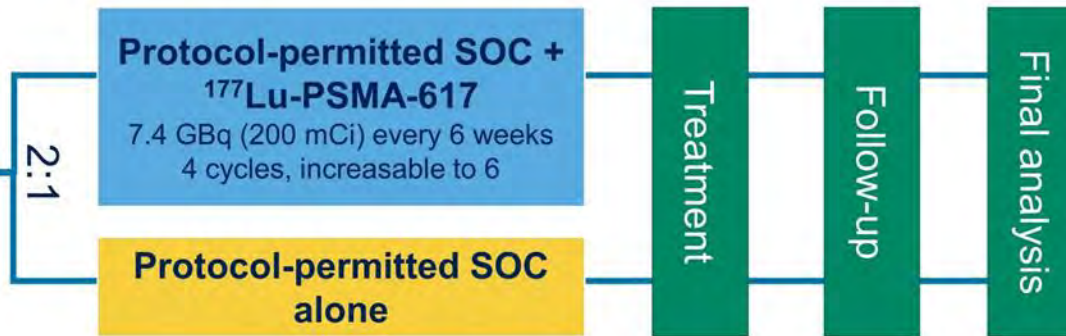 2:1
Protocol-permitted SOC +
¹⁷⁷Lu-PSMA-617
7.4 GBq (200 mCi) every 6 weeks
4 cycles, increasable to 6
Protocol-permitted SOC
alone
Treatment
Follow-up
Final analysis